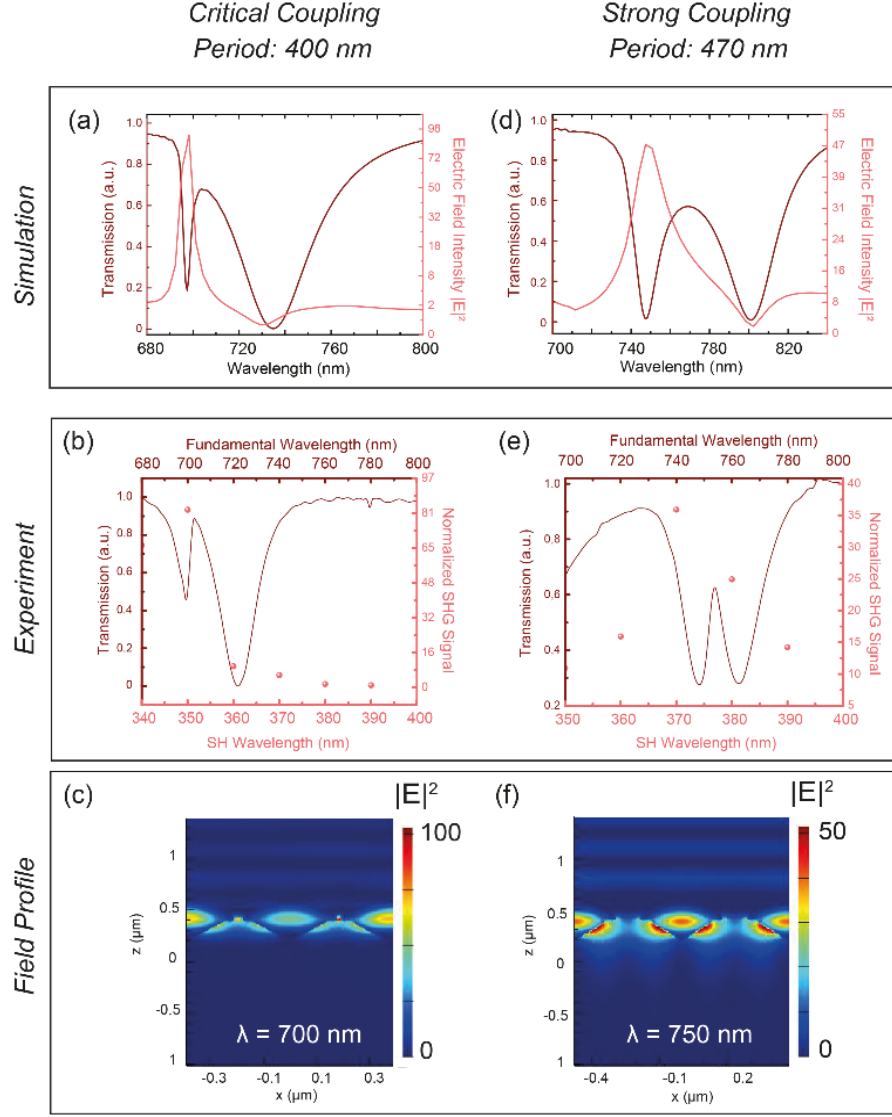 Critical Coupling
Period: 400 nm
Strong Coupling
Period: 470 nm
Simulation
(a)
1.0
0.8
0.6
0.4
0.2
0
Transmission (a.u.)
98
72
50
32
18
8
2
0
Electric Field Intensity |E|²
680 720 760 800
Wavelength (nm)
(d)
1.0
0.8
0.6
0.4
0.2
0
Transmission (a.u.)
55
47
39
31
24
16
8
0
Electric Field Intensity |E|²
700 740 780 820
Wavelength (nm)
Experiment
(b)
Fundamental Wavelength (nm)
680 700 720 740 760 780 800
1.0
0.8
0.6
0.4
0.2
0
Transmission (a.u.)
97
81
65
48
32
16
0
Normalized SHG Signal
340 350 360 370 380 390 400
SH Wavelength (nm)
(e)
Fundamental Wavelength (nm)
700 720 740 760 780 800
1.0
0.8
0.6
0.4
0.2
Transmission (a.u.)
40
35
30
25
20
15
10
5
Normalized SHG Signal
350 360 370 380 390 400
SH Wavelength (nm)
Field Profile
(c)
|E|²
100
0
1
0.5
0
-0.5
1
z (μm)
λ = 700 nm
-0.3 -0.1 0.1 0.3
x (μm)
(f)
|E|²
50
0
1
0.5
0
-0.5
1
z (μm)
λ = 750 nm
-0.4 -0.1 0.2
x (μm)